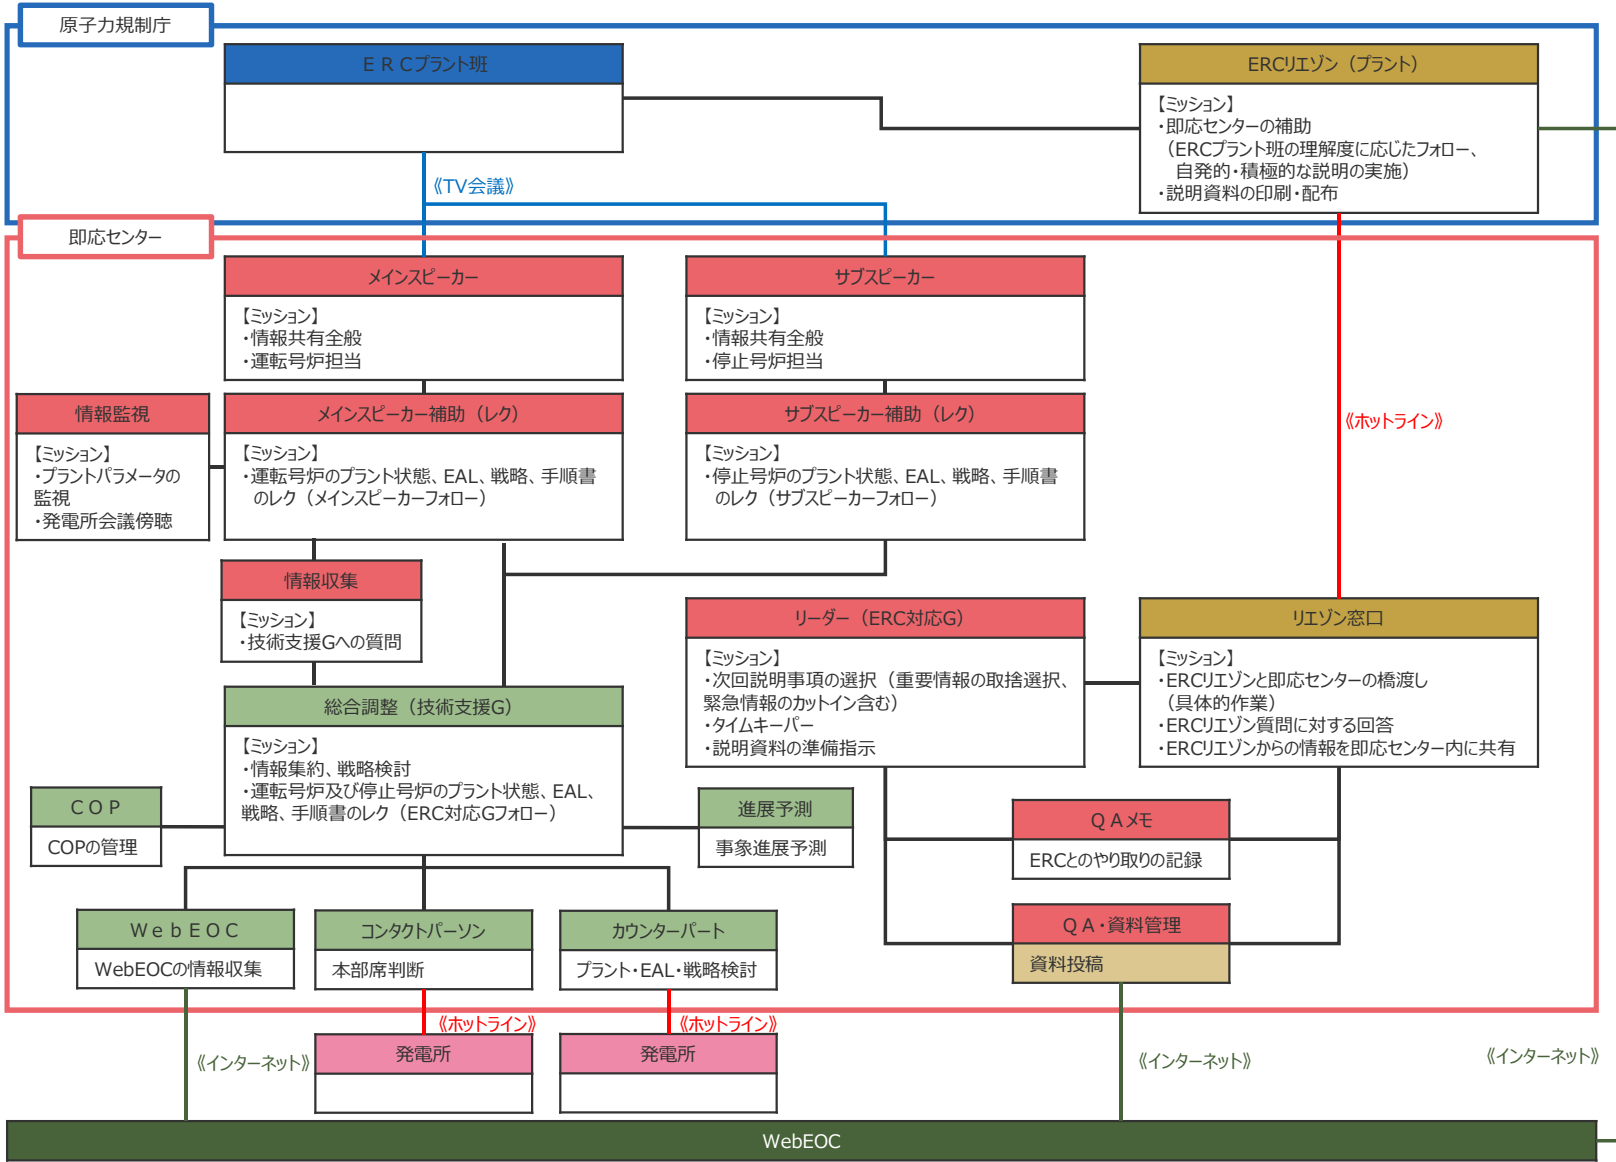 原子力規制庁
ＥＲＣプラント班
ERCリエゾン（プラント）
【ミッション】
・即応センターの補助
（ERCプラント班の理解度に応じたフォロー、
自発的・積極的な説明の実施）
・説明資料の印刷・配布
《TV会議》
即応センター
メインスピーカー
【ミッション】
・情報共有全般
・運転号炉担当
サブスピーカー
【ミッション】
・情報共有全般
・停止号炉担当
《ホットライン》
情報監視
【ミッション】
・プラントパラメータの
監視
・発電所会議傍聴
メインスピーカー補助（レク）
【ミッション】
・運転号炉のプラント状態、EAL、戦略、手順書
のレク（メインスピーカーフォロー）
サブスピーカー補助（レク）
【ミッション】
・停止号炉のプラント状態、EAL、戦略、手順書
のレク（サブスピーカーフォロー）
情報収集
【ミッション】
・技術支援Gへの質問
リーダー（ERC対応G）
【ミッション】
・次回説明事項の選択（重要情報の取捨選択、
緊急情報のカットイン含む）
・タイムキーパー
・説明資料の準備指示
リエゾン窓口
【ミッション】
・ERCリエゾンと即応センターの橋渡し
（具体的作業）
・ERCリエゾン質問に対する回答
・ERCリエゾンからの情報を即応センター内に共有
総合調整（技術支援G）
【ミッション】
・情報集約、戦略検討
・運転号炉及び停止号炉のプラント状態、EAL、
戦略、手順書のレク（ERC対応Gフォロー）
ＣＯＰ
COPの管理
進展予測
事象進展予測
ＱＡメモ
ERCとのやり取りの記録
ＷｅｂＥＯＣ
WebEOCの情報収集
コンタクトパーソン
本部席判断
カウンターパート
プラント・EAL・戦略検討
ＱＡ・資料管理
資料投稿
《ホットライン》
《ホットライン》
発電所
発電所
《インターネット》
《インターネット》
《インターネット》
WebEOC